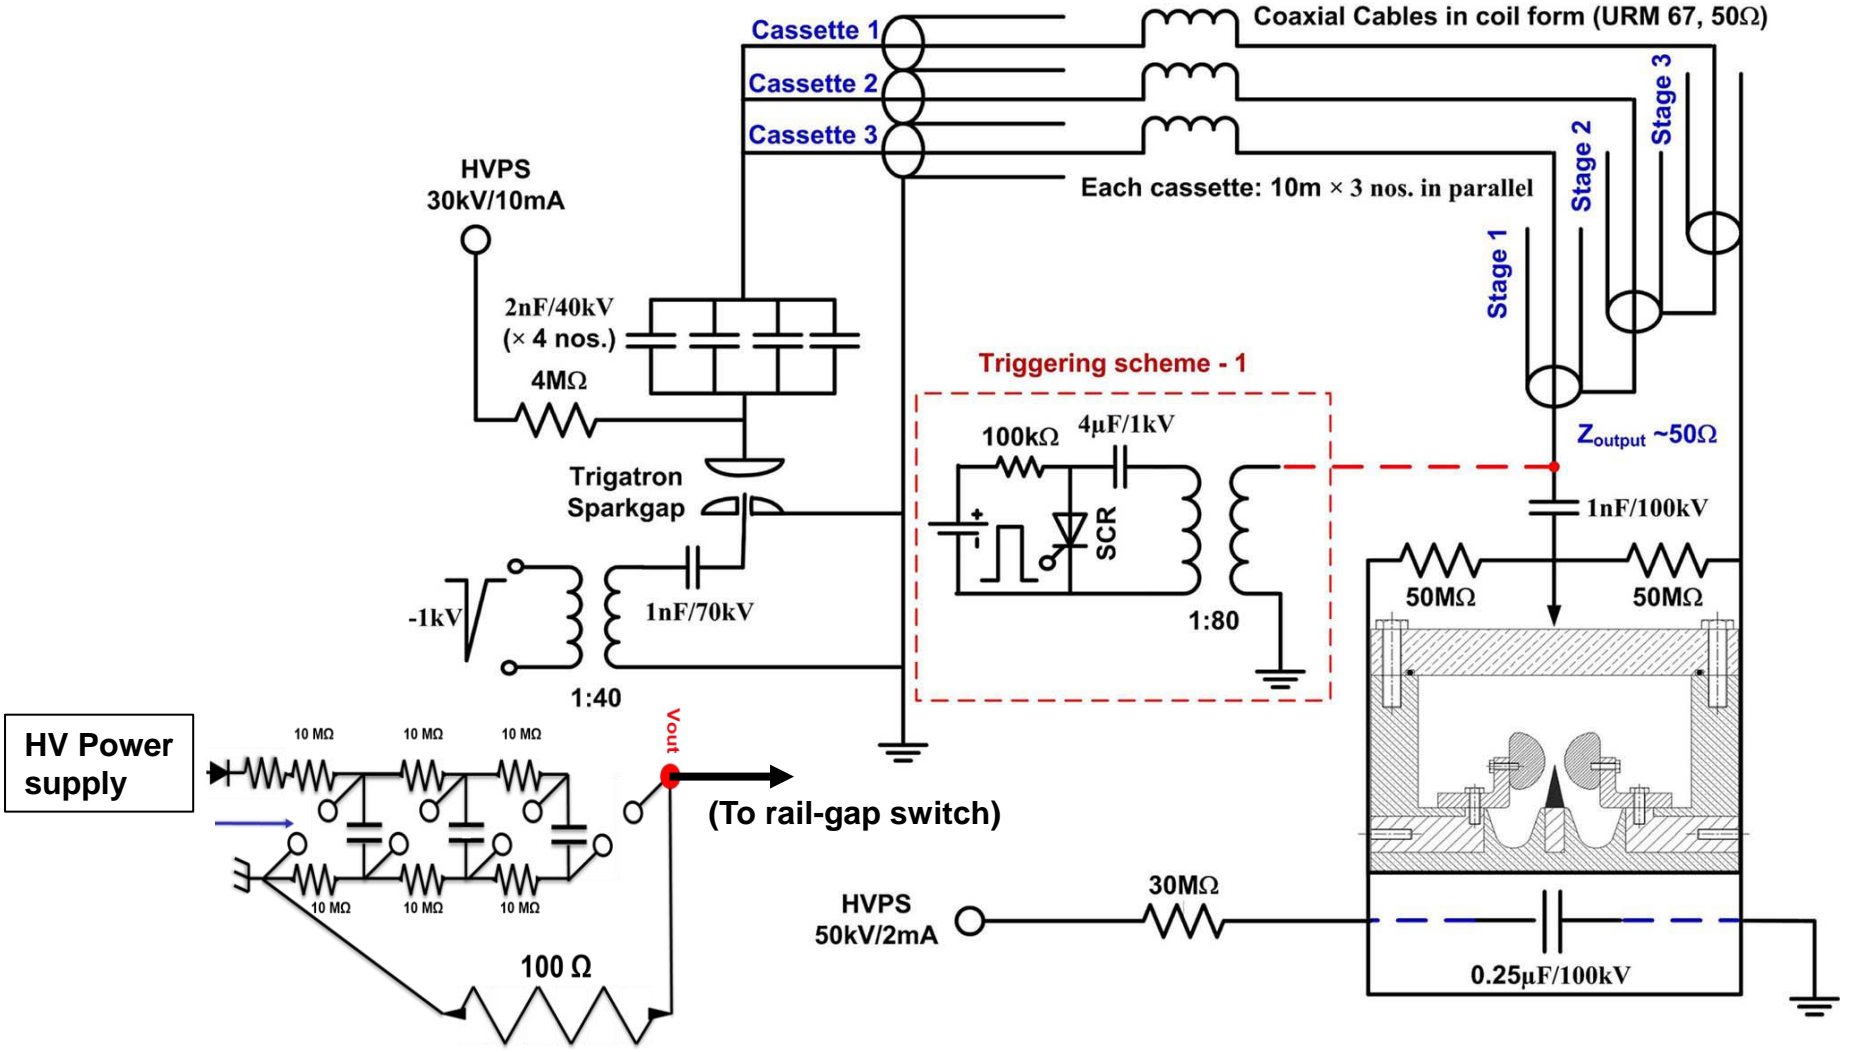 Coaxial Cables in coil form (URM 67, 50Ω)
Cassette 1
Cassette 2
Cassette 3
Each cassette: 10m × 3 nos. in parallel
Stage 1
Stage 2
Stage 3
HVPS
30kV/10mA
2nF/40kV
(× 4 nos.)
4MΩ
Trigatron
Sparkgap
-1kV
1nF/70kV
1:40
Triggering scheme - 1
100kΩ
4µF/1kV
+
-
SCR
1:80
Zoutput ~50Ω
1nF/100kV
50MΩ
50MΩ
HV Power
supply
10 MΩ
10 MΩ
10 MΩ
10 MΩ
10 MΩ
10 MΩ
Vout
(To rail-gap switch)
100 Ω
HVPS
50kV/2mA
30MΩ
0.25µF/100kV